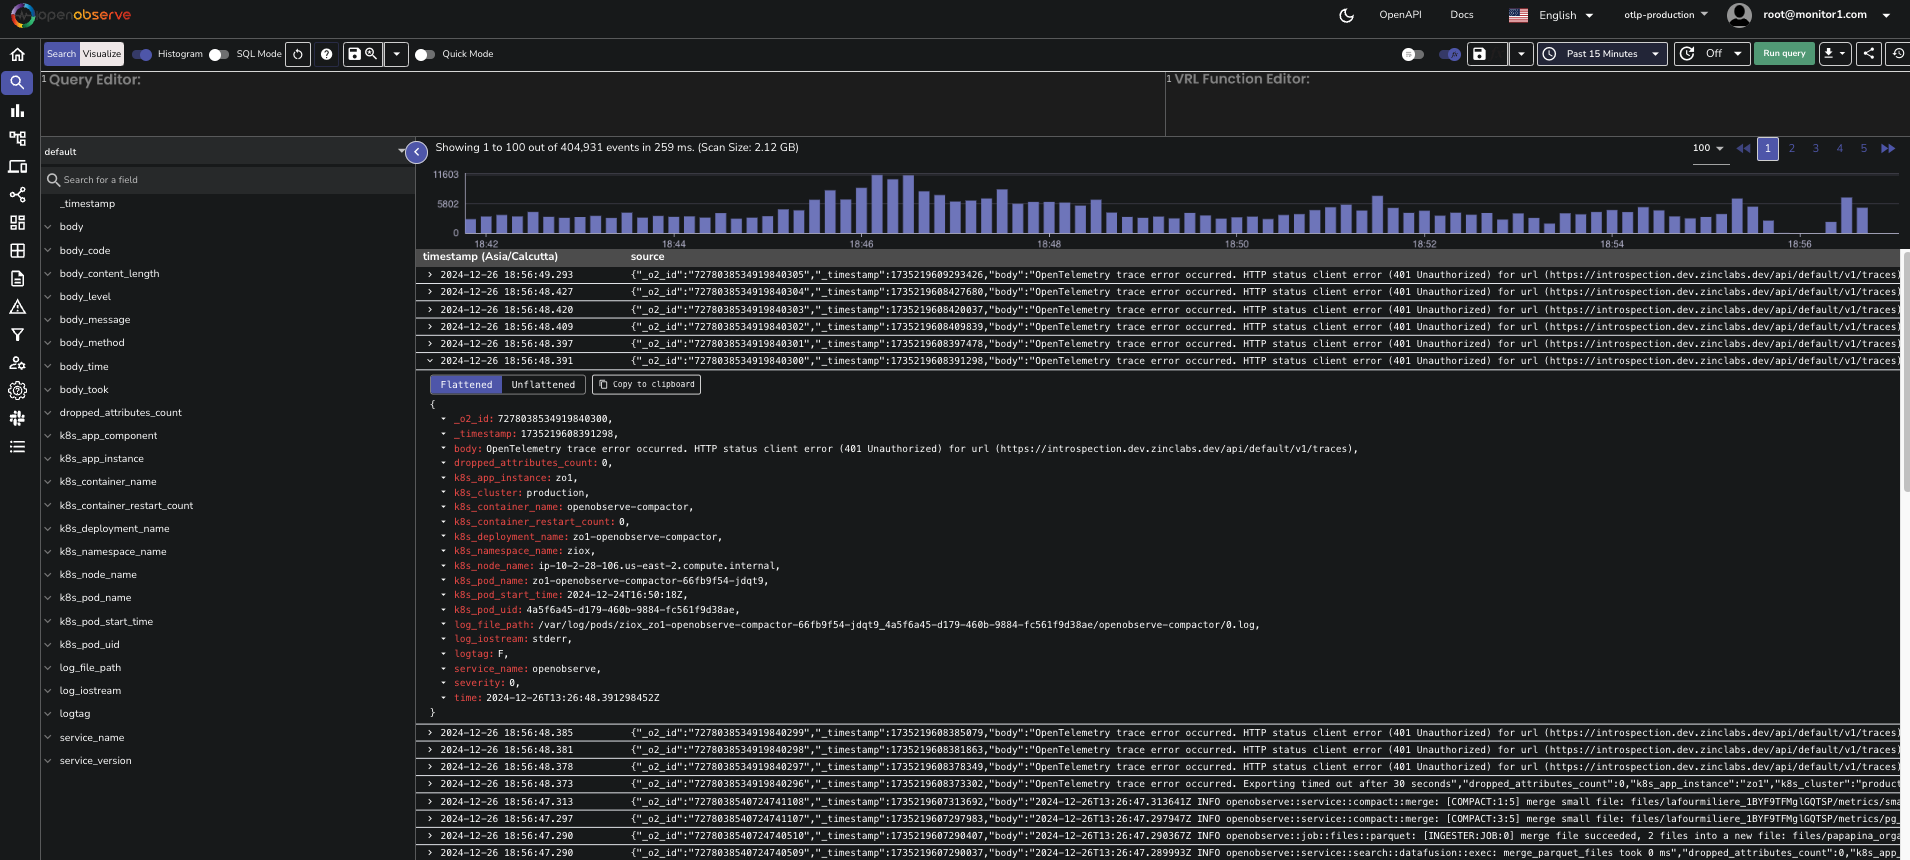 openobserve
OpenAPI
Docs
English
otlp-production
root@monitor1.com
Search
Visualize
Histogram
SQL Mode
Quick Mode
Past 15 Minutes
Off
Run query
1 Query Editor:
1 VRL Function Editor:
default
Showing 1 to 100 out of 404,931 events in 259 ms. (Scan Size: 2.12 GB)
100
1 2 3 4 5
Search for a field
_timestamp
body
body_code
body_content_length
body_level
body_message
body_method
body_time
body_took
dropped_attributes_count
k8s_app_component
k8s_app_instance
k8s_container_name
k8s_container_restart_count
k8s_deployment_name
k8s_namespace_name
k8s_node_name
k8s_pod_name
k8s_pod_start_time
k8s_pod_uid
log_file_path
log_iostream
logtag
service_name
service_version
11603
5802
0
18:42 18:44 18:46 18:48 18:50 18:52 18:54 18:56
timestamp (Asia/Calcutta) source
2024-12-26 18:56:49.293 {"_o2_id":"7278038534919840305","_timestamp":1735219609293426,"body":"OpenTelemetry trace error occurred. HTTP status client error (401 Unauthorized) for url (https://introspection.dev.zinclabs.dev/api/default/v1/traces)
2024-12-26 18:56:48.427 {"_o2_id":"7278038534919840304","_timestamp":1735219608427680,"body":"OpenTelemetry trace error occurred. HTTP status client error (401 Unauthorized) for url (https://introspection.dev.zinclabs.dev/api/default/v1/traces)
2024-12-26 18:56:48.420 {"_o2_id":"7278038534919840303","_timestamp":1735219608420037,"body":"OpenTelemetry trace error occurred. HTTP status client error (401 Unauthorized) for url (https://introspection.dev.zinclabs.dev/api/default/v1/traces)
2024-12-26 18:56:48.409 {"_o2_id":"7278038534919840302","_timestamp":1735219608409839,"body":"OpenTelemetry trace error occurred. HTTP status client error (401 Unauthorized) for url (https://introspection.dev.zinclabs.dev/api/default/v1/traces)
2024-12-26 18:56:48.397 {"_o2_id":"7278038534919840301","_timestamp":1735219608397478,"body":"OpenTelemetry trace error occurred. HTTP status client error (401 Unauthorized) for url (https://introspection.dev.zinclabs.dev/api/default/v1/traces)
2024-12-26 18:56:48.391 {"_o2_id":"7278038534919840300","_timestamp":1735219608391298,"body":"OpenTelemetry trace error occurred. HTTP status client error (401 Unauthorized) for url (https://introspection.dev.zinclabs.dev/api/default/v1/traces)
Flattened
Unflattened
Copy to clipboard
{
_o2_id: 7278038534919840300,
_timestamp: 1735219608391298,
body: OpenTelemetry trace error occurred. HTTP status client error (401 Unauthorized) for url (https://introspection.dev.zinclabs.dev/api/default/v1/traces),
dropped_attributes_count: 0,
k8s_app_instance: zo1,
k8s_cluster: production,
k8s_container_name: openobserve-compactor,
k8s_container_restart_count: 0,
k8s_deployment_name: zo1-openobserve-compactor,
k8s_namespace_name: ziox,
k8s_node_name: ip-10-2-28-106.us-east-2.compute.internal,
k8s_pod_name: zo1-openobserve-compactor-66fb9f54-jdqt9,
k8s_pod_start_time: 2024-12-24T16:50:18Z,
k8s_pod_uid: 4a5f6a45-d179-460b-9884-fc561f9d38ae,
log_file_path: /var/log/pods/ziox_zo1-openobserve-compactor-66fb9f54-jdqt9_4a5f6a45-d179-460b-9884-fc561f9d38ae/openobserve-compactor/0.log,
log_iostream: stderr,
logtag: F,
service_name: openobserve,
severity: 0,
time: 2024-12-26T13:26:48.391298452Z
}
2024-12-26 18:56:48.385 {"_o2_id":"7278038534919840299","_timestamp":1735219608385079,"body":"OpenTelemetry trace error occurred. HTTP status client error (401 Unauthorized) for url (https://introspection.dev.zinclabs.dev/api/default/v1/traces)
2024-12-26 18:56:48.381 {"_o2_id":"7278038534919840298","_timestamp":1735219608381863,"body":"OpenTelemetry trace error occurred. HTTP status client error (401 Unauthorized) for url (https://introspection.dev.zinclabs.dev/api/default/v1/traces)
2024-12-26 18:56:48.378 {"_o2_id":"7278038534919840297","_timestamp":1735219608378349,"body":"OpenTelemetry trace error occurred. HTTP status client error (401 Unauthorized) for url (https://introspection.dev.zinclabs.dev/api/default/v1/traces)
2024-12-26 18:56:48.373 {"_o2_id":"7278038534919840296","_timestamp":1735219608373302,"body":"OpenTelemetry trace error occurred. Exporting timed out after 30 seconds","dropped_attributes_count":0,"k8s_app_instance":"zo1","k8s_cluster":"product
2024-12-26 18:56:47.313 {"_o2_id":"7278038540724741108","_timestamp":1735219607313692,"body":"2024-12-26T13:26:47.313641Z INFO openobserve::service::compact::merge: [COMPACT:1:5] merge small file: files/lafourmiliere_1BYF9TFMglGQTSP/metrics/sma
2024-12-26 18:56:47.297 {"_o2_id":"7278038540724741107","_timestamp":1735219607297983,"body":"2024-12-26T13:26:47.297947Z INFO openobserve::service::compact::merge: [COMPACT:3:5] merge small file: files/lafourmiliere_1BYF9TFMglGQTSP/metrics/pg_
2024-12-26 18:56:47.290 {"_o2_id":"7278038540724740510","_timestamp":1735219607290407,"body":"2024-12-26T13:26:47.290367Z INFO openobserve::job::files::parquet: [INGESTER:JOB:0] merge file succeeded, 2 files into a new file: files/papapina_orga
2024-12-26 18:56:47.290 {"_o2_id":"7278038540724740509","_timestamp":1735219607290037,"body":"2024-12-26T13:26:47.289993Z INFO openobserve::service::search::datafusion::exec: merge_parquet_files took 0 ms","dropped_attributes_count":0,"k8s_app_